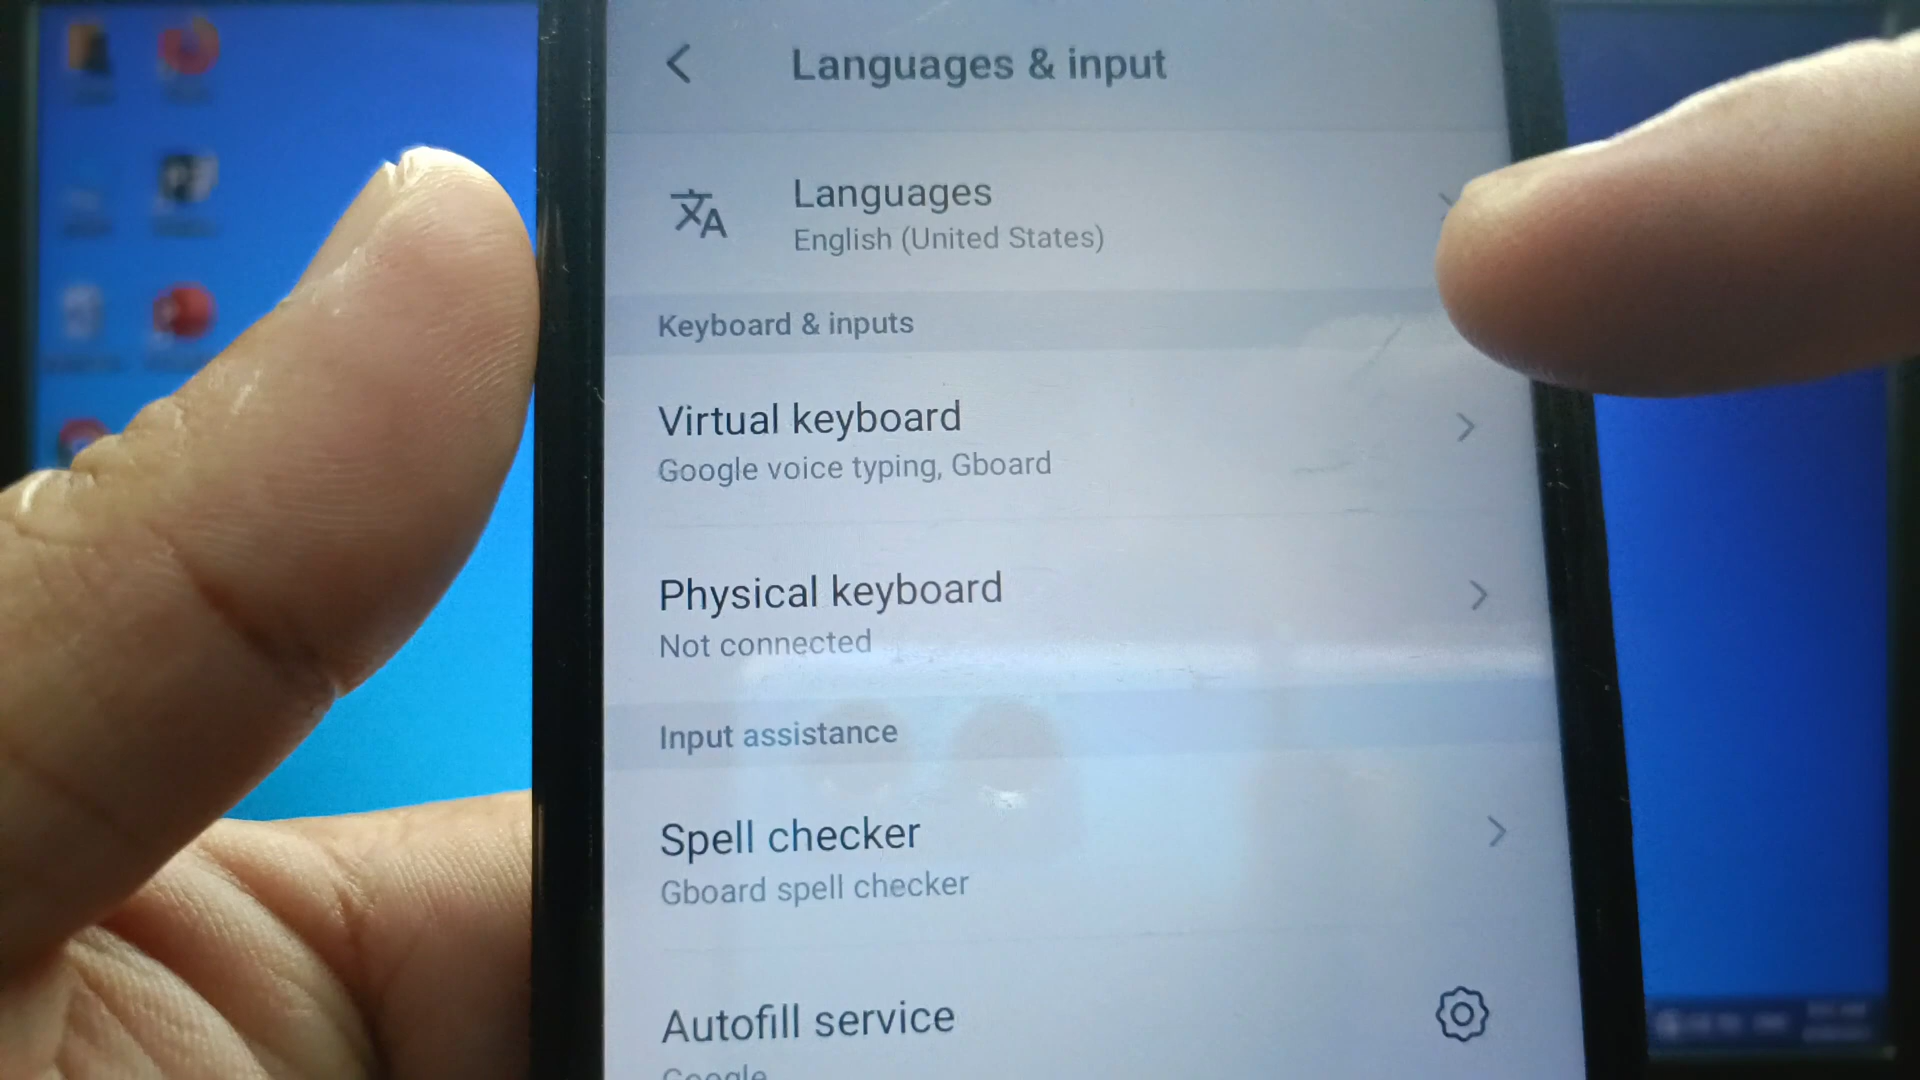 Languages & input
Languages
English (United States)
Keyboard & inputs
Virtual keyboard
Google voice typing, Gboard
Physical keyboard
Not connected
Input assistance
Spell checker
Gboard spell checker
Autofill service
Google